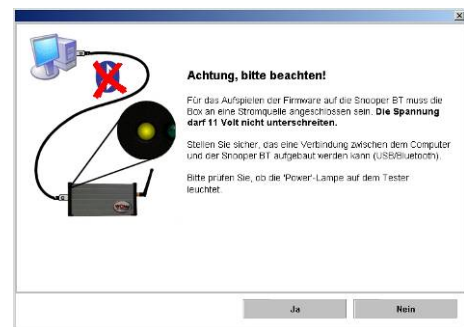 Achtung, bitte beachten!
Für das Aufspielen der Firmware auf die Snooper BT muss die
Box an eine Stromquelle angeschlossen sein. Die Spannung
darf 11 Volt nicht unterschreiten.
Stellen Sie sicher, das eine Verbindung zwischen dem Computer
und der Snooper BT aufgebaut werden kann (USB/Bluetooth).
Bitte prüfen Sie, ob die 'Power'-Lampe auf dem Tester
leuchtet.
Ja
Nein